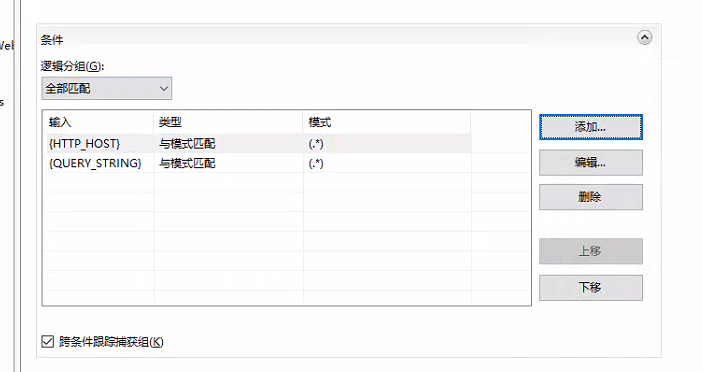 Web
s
条件
逻辑分组(G):
全部匹配
输入 类型 模式
{HTTP_HOST} 与模式匹配 (.*)
{QUERY_STRING} 与模式匹配 (.*)
添加...
编辑...
删除
上移
下移
跨条件跟踪捕获组(K)